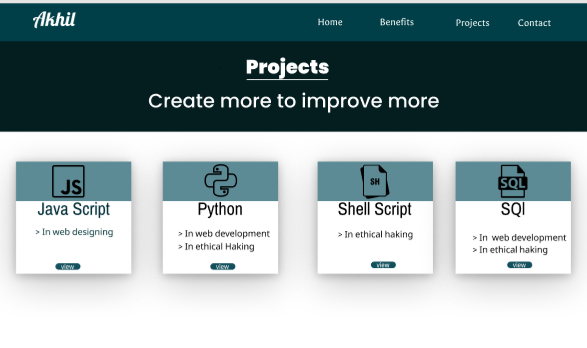 Akhil
Home Benefits Projects Contact
Projects
Create more to improve more
JS
Java Script
> In web designing
view
Python
> In web development
> In ethical Haking
view
SH
Shell Script
> In ethical haking
view
SQL
SQl
> In web development
> In ethical haking
view